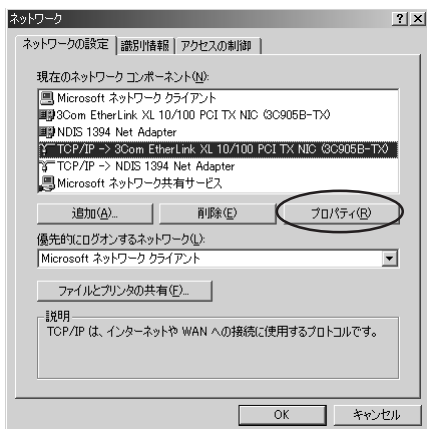 ネットワーク
ネットワークの設定 識別情報 アクセスの制御
現在のネットワーク コンポーネント(N):
Microsoft ネットワーク クライアント
3Com EtherLink XL 10/100 PCI TX NIC (3C905B-TX)
NDIS 1394 Net Adapter
TCP/IP -> 3Com EtherLink XL 10/100 PCI TX NIC (3C905B-TX)
TCP/IP -> NDIS 1394 Net Adapter
Microsoft ネットワーク共有サービス
追加(A)... 削除(E) プロパティ(R)
優先的にログオンするネットワーク(L):
Microsoft ネットワーク クライアント
ファイルとプリンタの共有(F)...
説明
TCP/IP は、インターネットや WAN への接続に使用するプロトコルです。
OK キャンセル